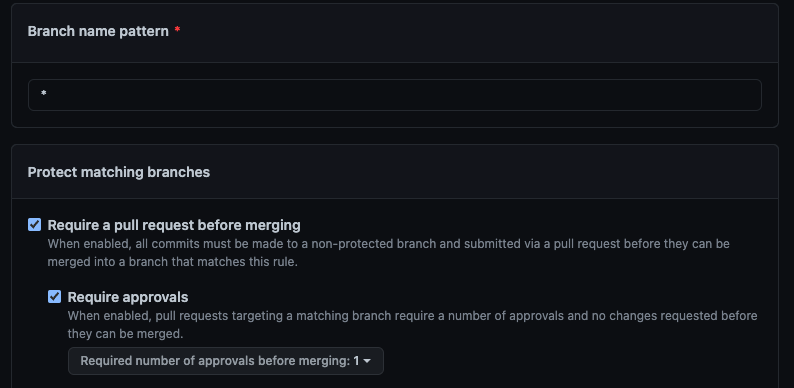 Branch name pattern *
*
Protect matching branches
Require a pull request before merging
When enabled, all commits must be made to a non-protected branch and submitted via a pull request before they can be
merged into a branch that matches this rule.
Require approvals
When enabled, pull requests targeting a matching branch require a number of approvals and no changes requested before
they can be merged.
Required number of approvals before merging: 1